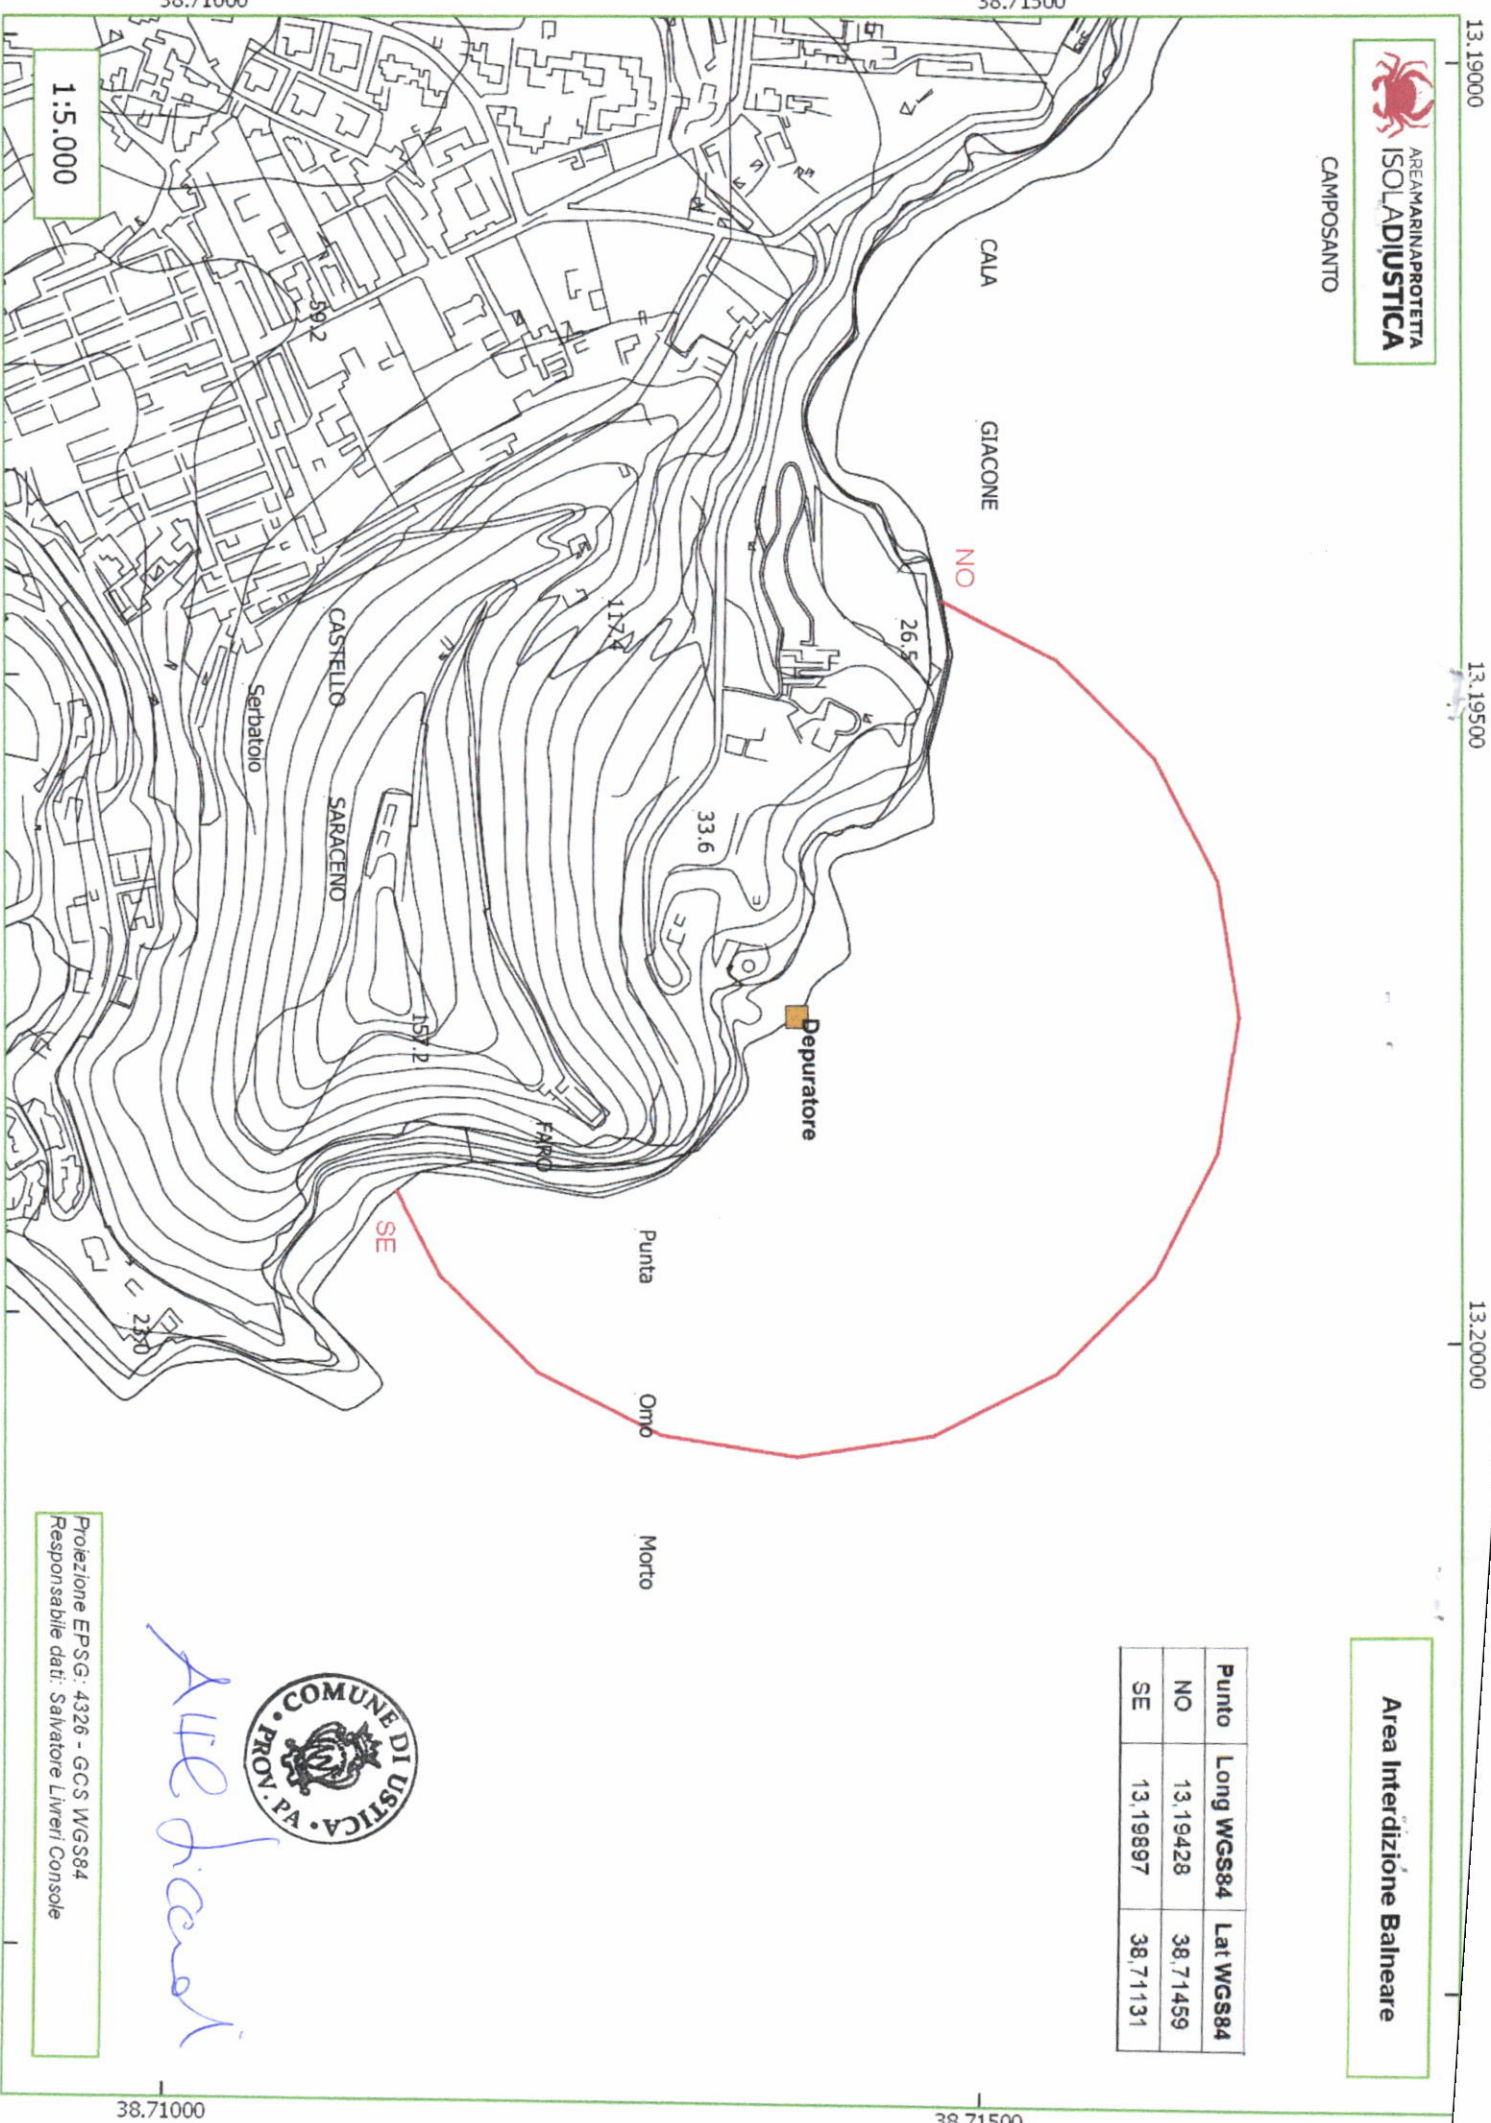 13.19000
13.19500
13.20000
AREAMARINAPROTETTA
ISOLADIUSTICA
Area Interdizione Balneare
CAMPOSANTO
Punto Long WGS84 Lat WGS84
NO 13,19428 38,71459
SE 13,19897 38,71131
38.71500
38.71500
CALA GIACONE
NO
26.5
Depuratore
33.6
Punta Omo Morto
117.4
FARO
157.2
SE
CASTELLO SARACENO
59.2
Serbatoio
23.0
38.71000
38.71000
1:5.000
COMUNE DI USTICA
PROV. PA
Proiezione EPSG: 4326 - GCS WGS84
Responsabile dati: Salvatore Livreri Console